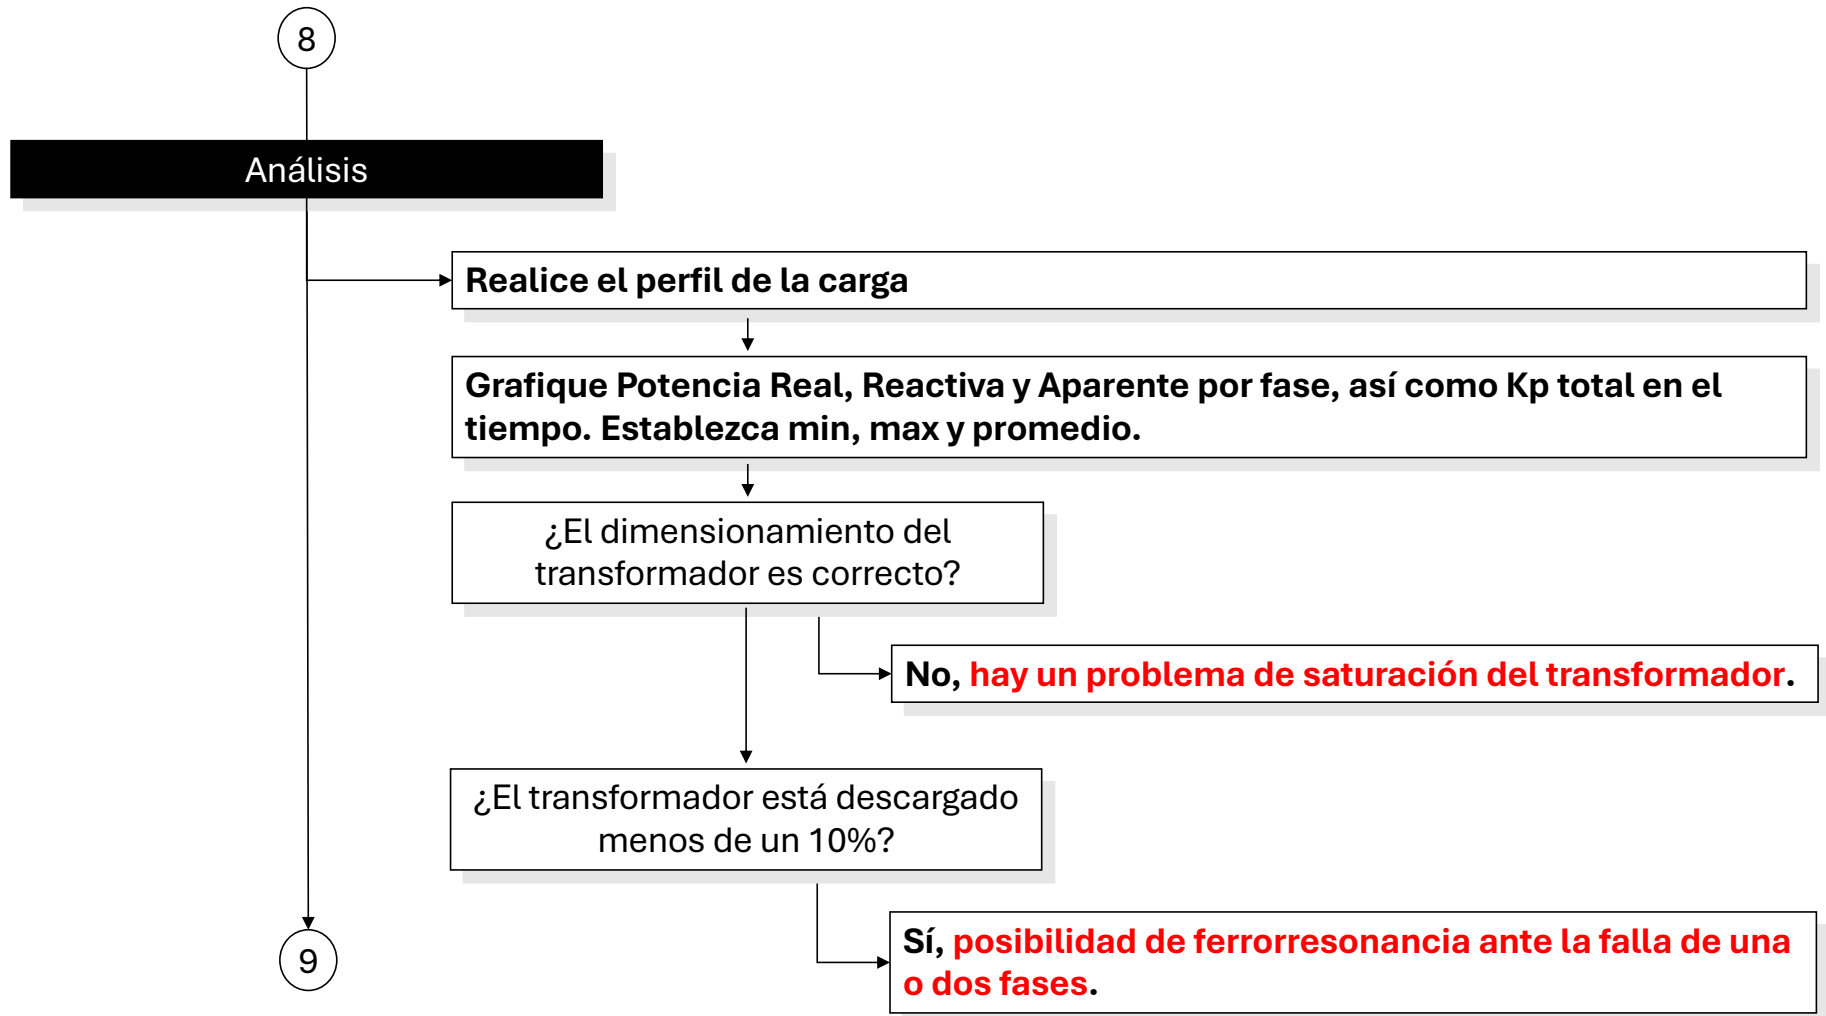 8
Análisis
Realice el perfil de la carga
Grafique Potencia Real, Reactiva y Aparente por fase, así como Kp total en el
tiempo. Establezca min, max y promedio.
¿El dimensionamiento del
transformador es correcto?
No, hay un problema de saturación del transformador.
¿El transformador está descargado
menos de un 10%?
Sí, posibilidad de ferrorresonancia ante la falla de una
o dos fases.
9